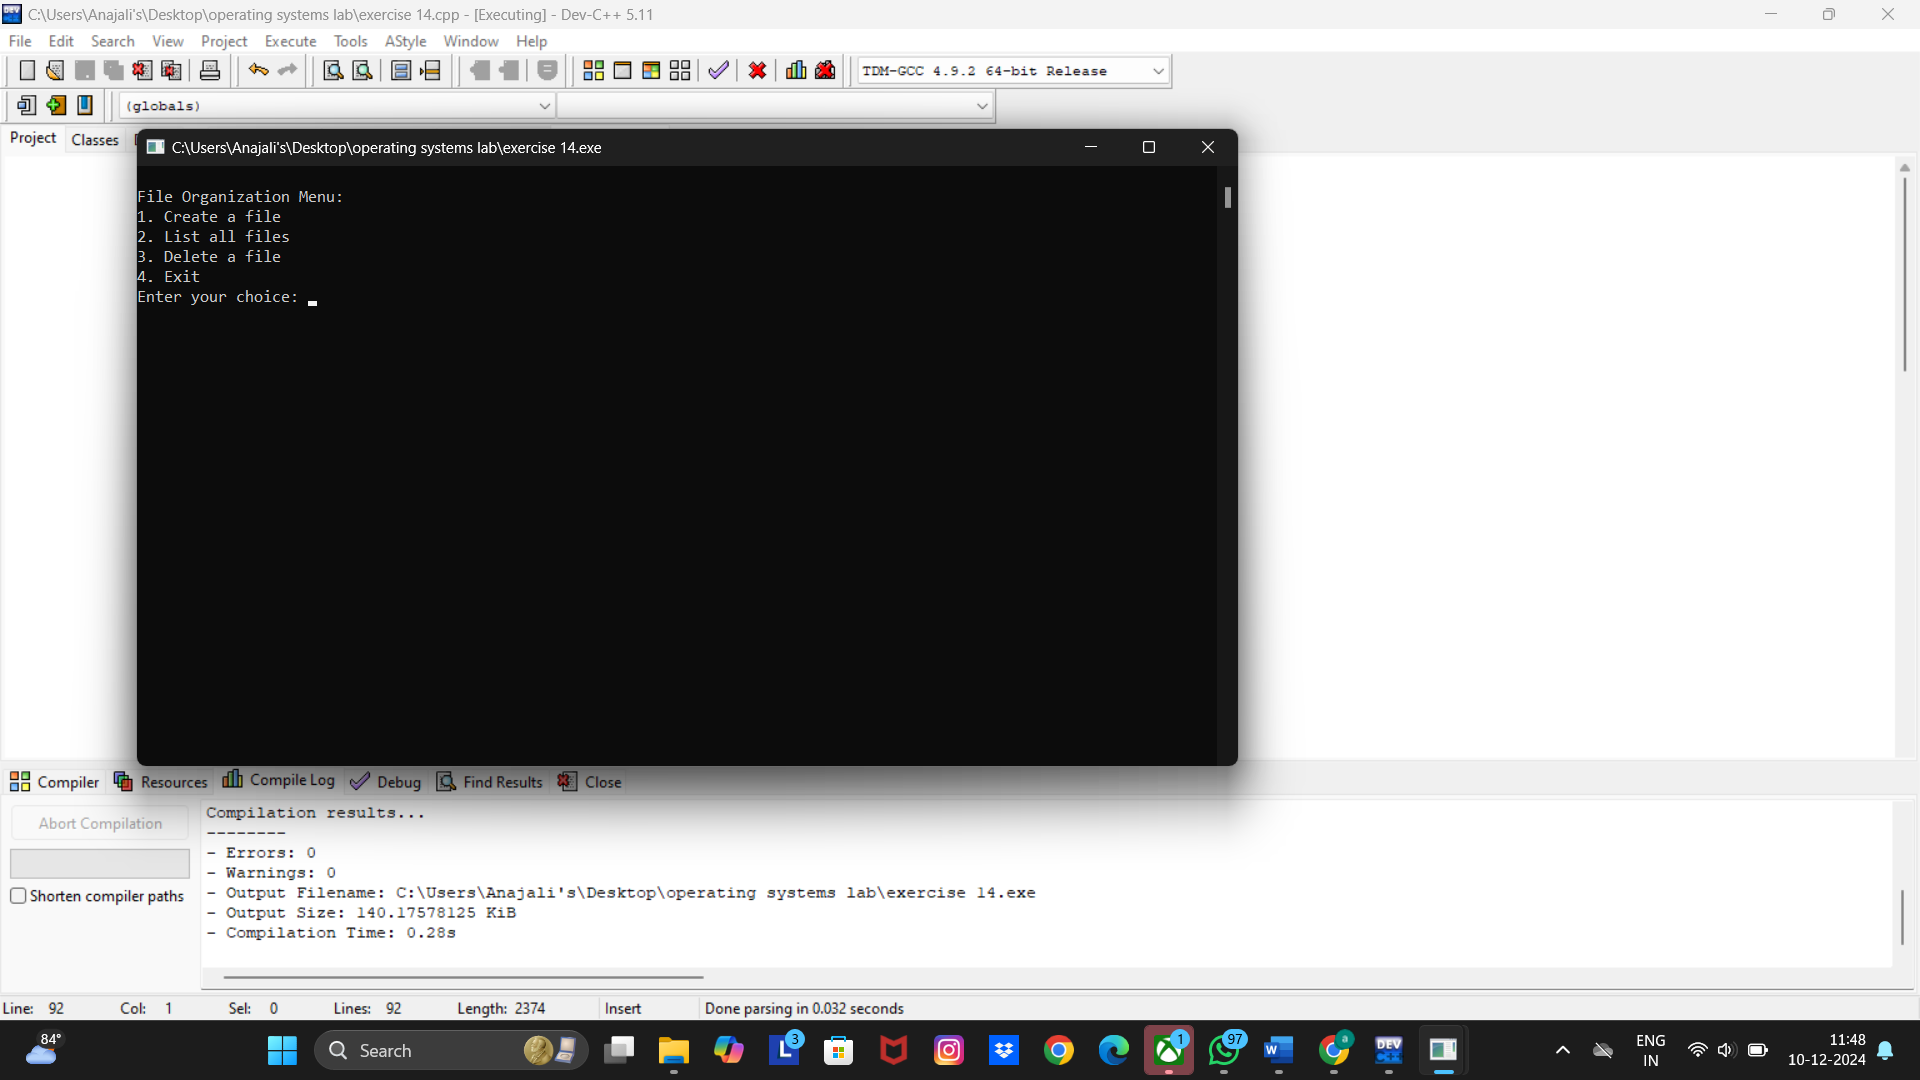 C:\Users\Anajali's\Desktop\operating systems lab\exercise 14.cpp - [Executing] - Dev-C++ 5.11
File Edit Search View Project Execute Tools AStyle Window Help
TDM-GCC 4.9.2 64-bit Release
(globals)
Project Classes
C:\Users\Anajali's\Desktop\operating systems lab\exercise 14.exe
File Organization Menu:
1. Create a file
2. List all files
3. Delete a file
4. Exit
Enter your choice:
Compiler Resources Compile Log Debug Find Results Close
Abort Compilation
Shorten compiler paths
Compilation results...
--------
- Errors: 0
- Warnings: 0
- Output Filename: C:\Users\Anajali's\Desktop\operating systems lab\exercise 14.exe
- Output Size: 140.17578125 KiB
- Compilation Time: 0.28s
Line: 92 Col: 1 Sel: 0 Lines: 92 Length: 2374 Insert Done parsing in 0.032 seconds
84°
Search
L 3
1
97
W
a
DEV C++
ENG
IN
11:48
10-12-2024